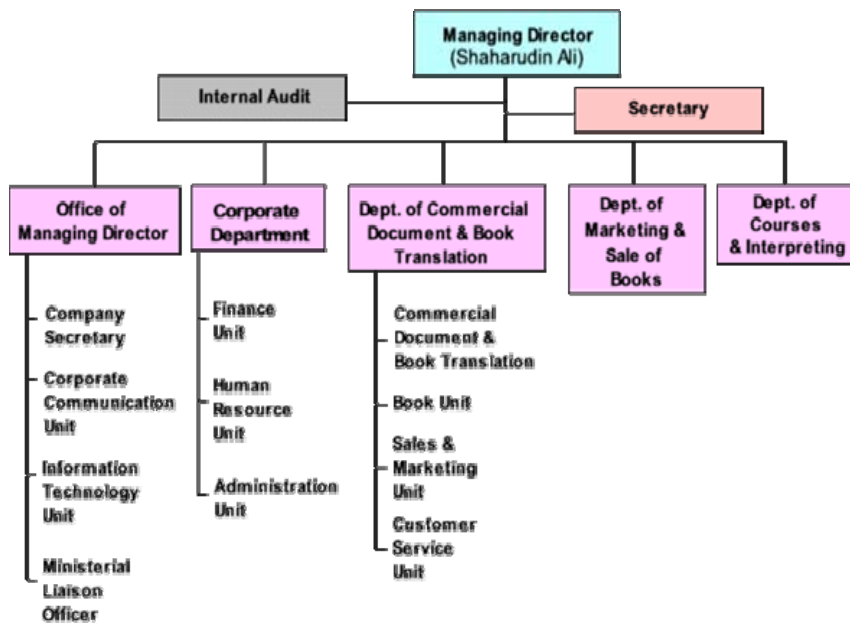 Managing Director
(Shaharudin Ali)
Internal Audit
Secretary
Office of
Managing Director
Corporate
Department
Dept. of Commercial
Document & Book
Translation
Dept. of
Marketing &
Sale of
Books
Dept. of
Courses
& Interpreting
Company
Secretary
Corporate
Communication
Unit
Information
Technology
Unit
Ministerial
Liaison
Officer
Finance
Unit
Human
Resource
Unit
Administration
Unit
Commercial
Document &
Book Translation
Book Unit
Sales &
Marketing
Unit
Customer
Service
Unit